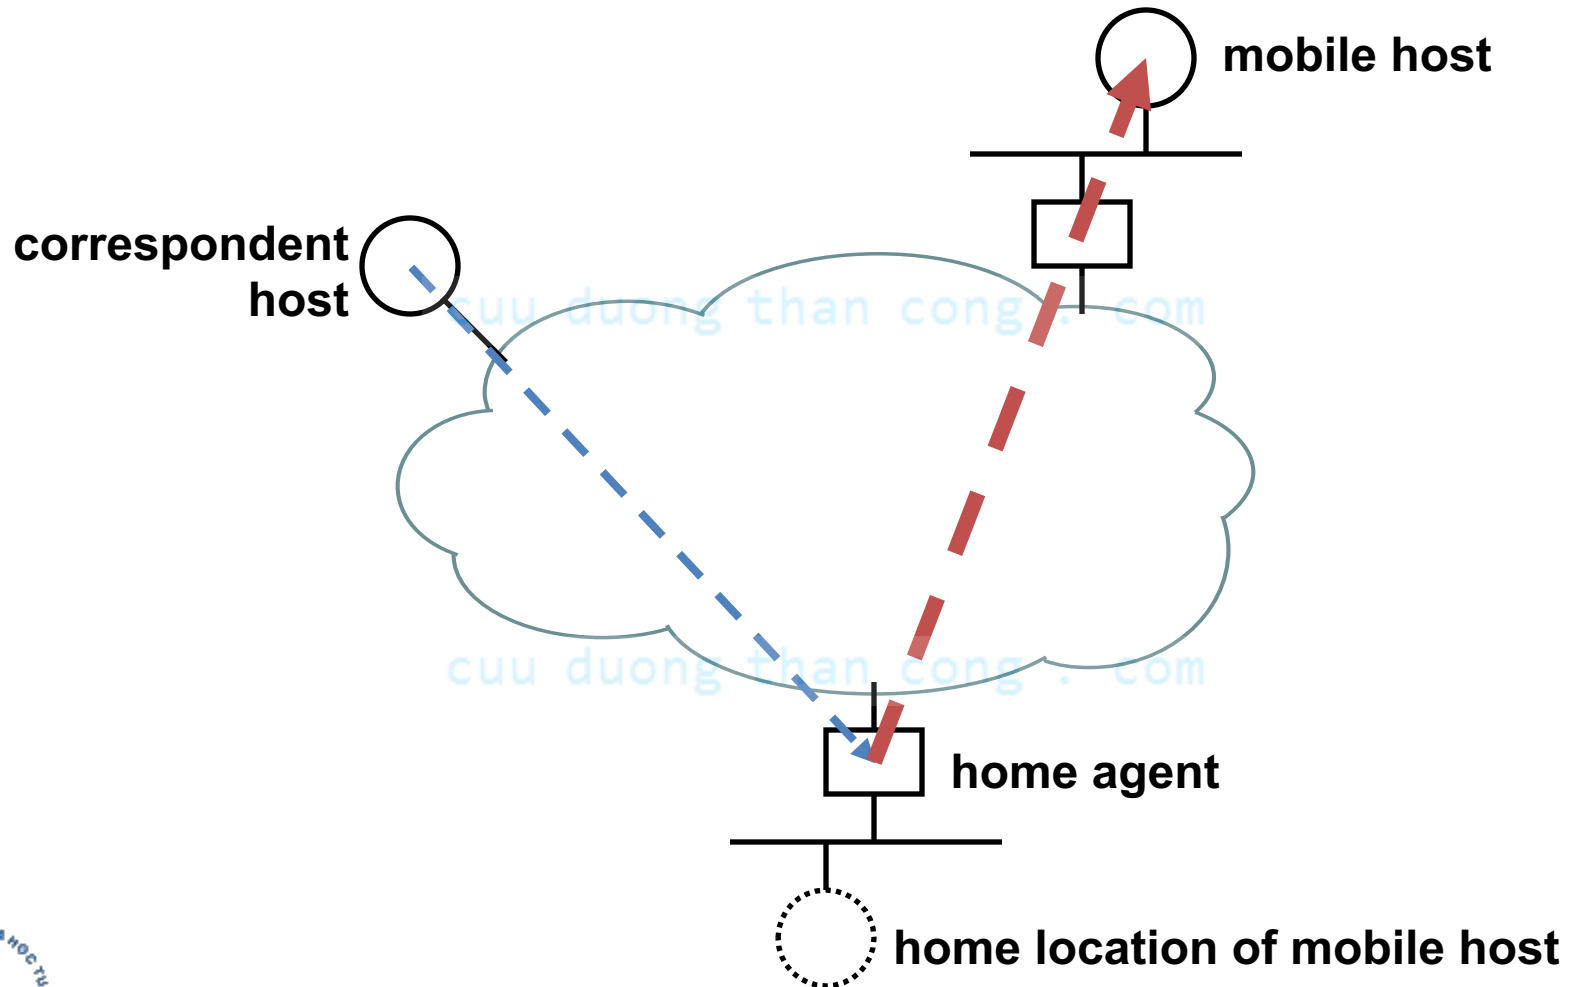 mobile host
correspondent
host
cuu duong than cong . com
cuu duong than cong . com
home agent
home location of mobile host